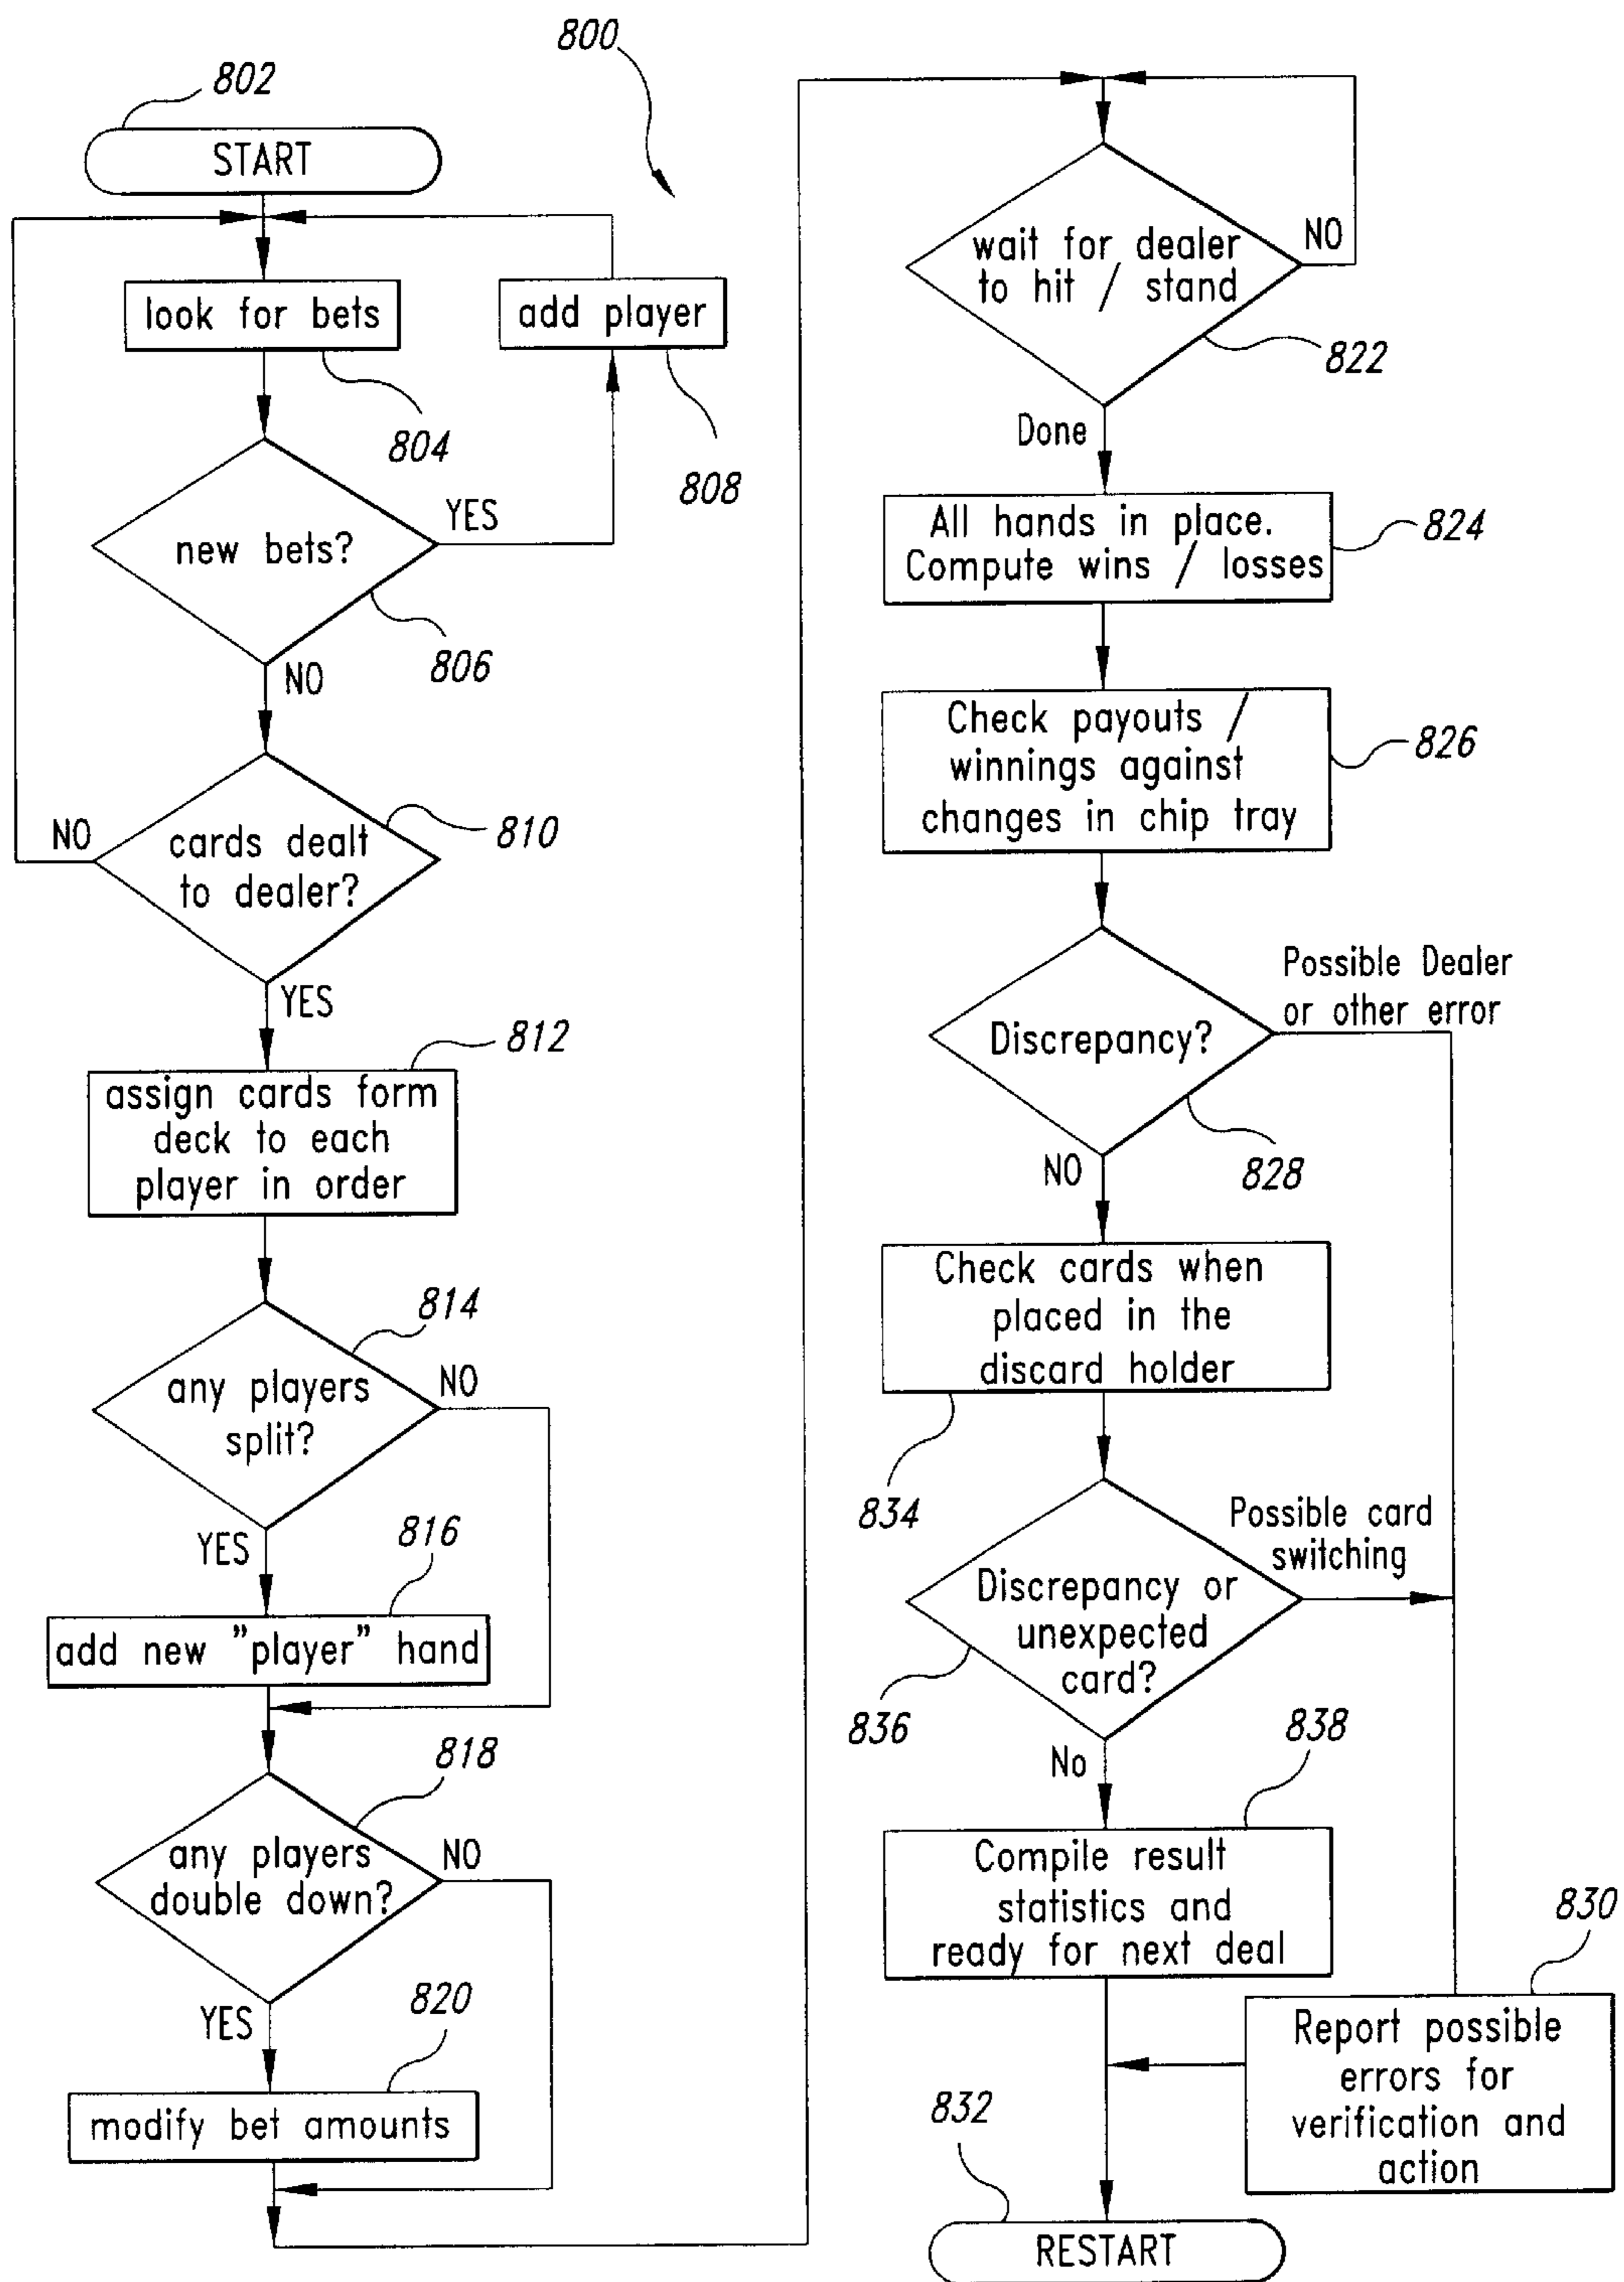 800
802
START
look for bets
804
add player
808
new bets?
YES
806
NO
cards dealt
to dealer?
810
NO
YES
812
assign cards form
deck to each
player in order
814
any players
split?
NO
YES
816
add new "player" hand
818
any players
double down?
NO
YES
820
modify bet amounts
wait for dealer
to hit / stand
NO
822
Done
All hands in place.
Compute wins / losses
824
Check payouts /
winnings against
changes in chip tray
826
Discrepancy?
Possible Dealer
or other error
828
NO
Check cards when
placed in the
discard holder
834
Discrepancy or
unexpected
card?
Possible card
switching
836
No
838
Compile result
statistics and
ready for next deal
830
Report possible
errors for
verification and
action
832
RESTART